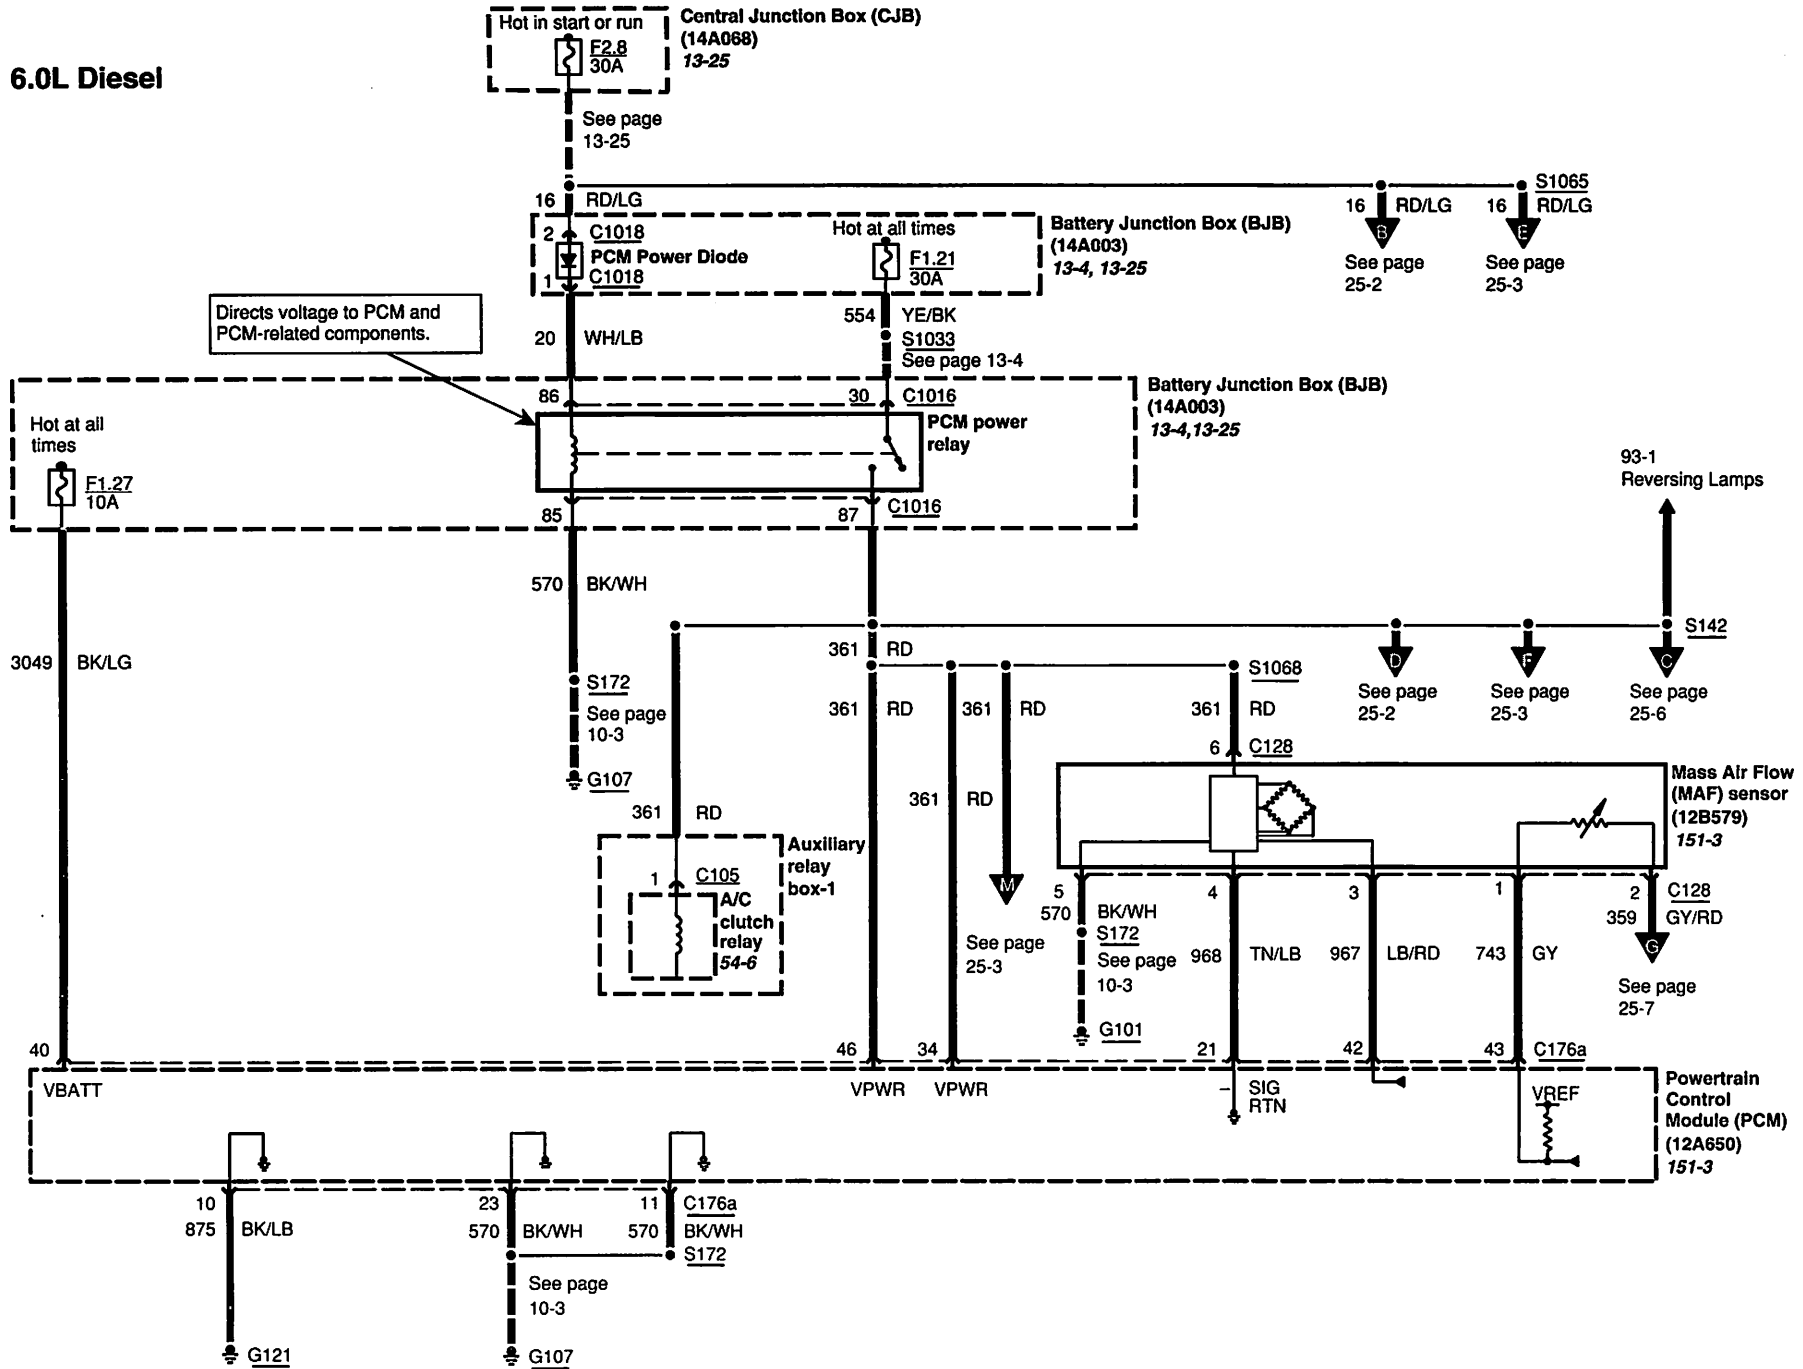 Hot in start or run
F2.8
30A
Central Junction Box (CJB)
(14A068)
13-25
6.0L Diesel
See page
13-25
16 RD/LG
S1065
16 RD/LG
16 RD/LG
B
E
See page
25-2
See page
25-3
2 C1018
PCM Power Diode
1 C1018
Hot at all times
F1.21
30A
Battery Junction Box (BJB)
(14A003)
13-4, 13-25
Directs voltage to PCM and
PCM-related components.
20 WH/LB
554 YE/BK
S1033
See page 13-4
86
30 C1016
PCM power
relay
Battery Junction Box (BJB)
(14A003)
13-4,13-25
Hot at all
times
F1.27
10A
85
87
C1016
93-1
Reversing Lamps
570 BK/WH
3049 BK/LG
S172
See page
10-3
G107
361 RD
S142
D
F
C
See page
25-2
See page
25-3
See page
25-6
S1068
361 RD
361 RD
361 RD
6 C128
361 RD
361 RD
Mass Air Flow
(MAF) sensor
(12B579)
151-3
Auxiliary
relay
box-1
1 C105
A/C
clutch
relay
54-6
M
See page
25-3
5
4
3
1
2 C128
570 BK/WH
S172
See page
10-3
G101
968 TN/LB
967 LB/RD
743 GY
359 GY/RD
G
See page
25-7
40
46
34
21
42
43 C176a
VBATT
VPWR
VPWR
SIG
RTN
VREF
Powertrain
Control
Module (PCM)
(12A650)
151-3
10
23
11 C176a
875 BK/LB
570 BK/WH
570 BK/WH
S172
See page
10-3
G121
G107